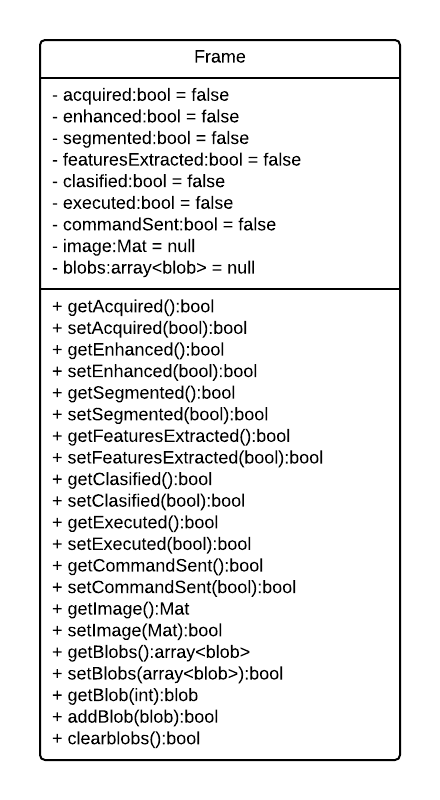 Frame
- acquired:bool = false
- enhanced:bool = false
- segmented:bool = false
- featuresExtracted:bool = false
- clasified:bool = false
- executed:bool = false
- commandSent:bool = false
- image:Mat = null
- blobs:array<blob> = null
+ getAcquired():bool
+ setAcquired(bool):bool
+ getEnhanced():bool
+ setEnhanced(bool):bool
+ getSegmented():bool
+ setSegmented(bool):bool
+ getFeaturesExtracted():bool
+ setFeaturesExtracted(bool):bool
+ getClasified():bool
+ setClasified(bool):bool
+ getExecuted():bool
+ setExecuted(bool):bool
+ getCommandSent():bool
+ setCommandSent(bool):bool
+ getImage():Mat
+ setImage(Mat):bool
+ getBlobs():array<blob>
+ setBlobs(array<blob>):bool
+ getBlob(int):blob
+ addBlob(blob):bool
+ clearblobs():bool